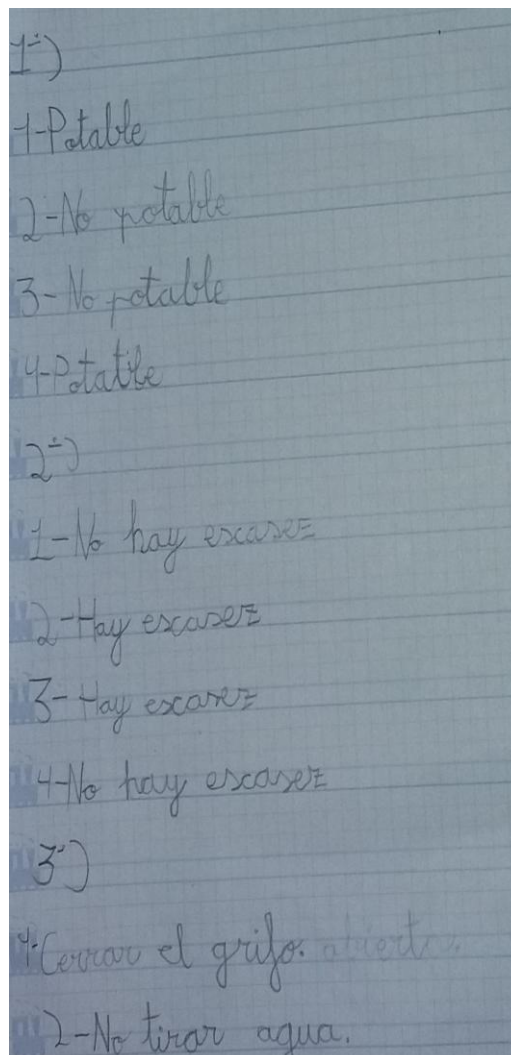 1º)
1-Potable
2-No potable
3-No potable
4-Potable
2º)
1-No hay escasez
2-Hay escasez
3-Hay escasez
4-No hay escasez
3º)
1-Cerrar el grifo.
2-No tirar agua.